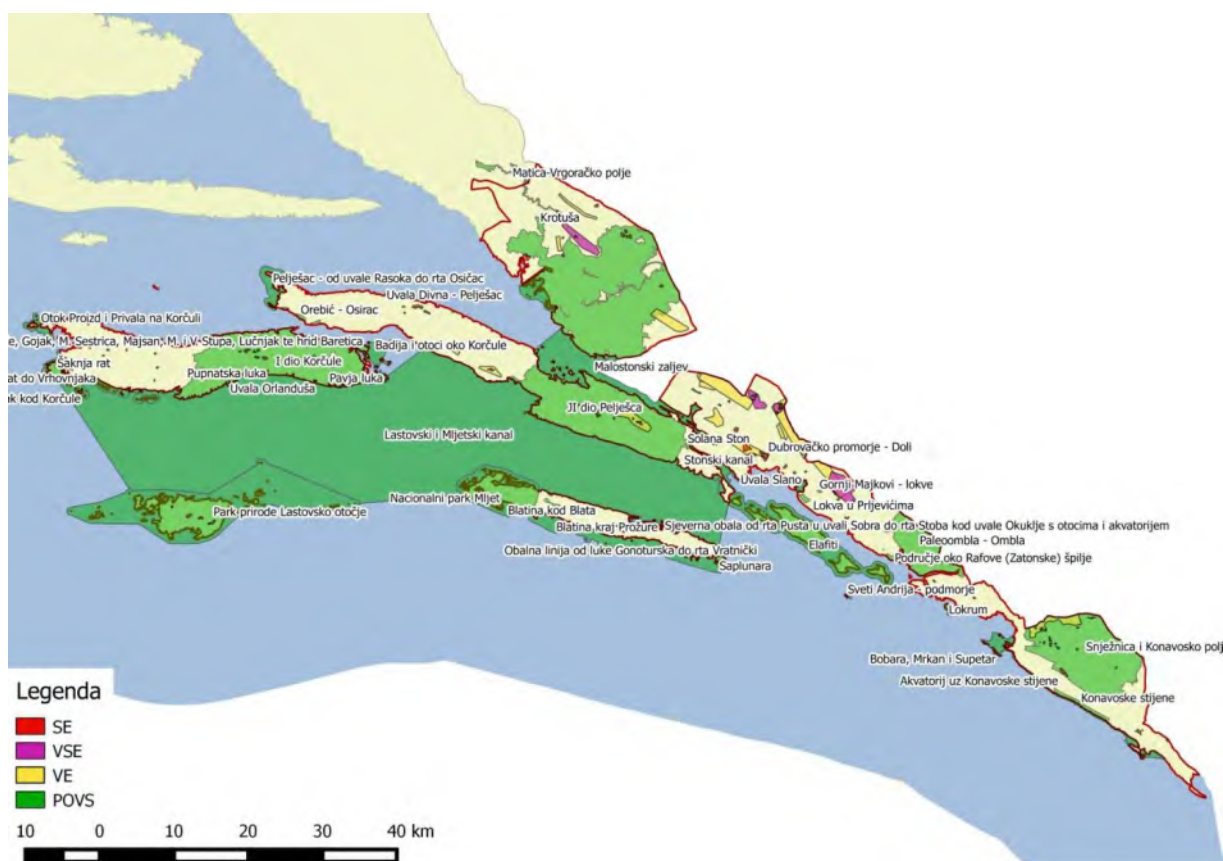 Matica-Vrgoračko polje
Krotuša
Pelješac - od uvale Rasoka do rta Osičac
Uvala Divna - Pelješac
Orebić - Osirac
Otok Proizd i Privala na Korčuli
e, Gojak, M. Sestrica, Majsan, M. i V. Stupa, Lučnjak te hrid Baretica
Badija i otoci oko Korčule
Šaknja rat
I dio Korčule
Malostonski zaljev
Pupnatska luka
Pavja luka
at do Vrhovnjaka
Uvala Orlanduša
ak kod Korčule
JI dio Pelješca
Lastovski i Mljetski kanal
Solana Ston
Dubrovačko promorje - Doli
Stonski kanal
Uvala Slano
Gornji Majkovi - lokve
Nacionalni park Mljet
Lokva u Prljevićima
Park prirode Lastovsko otočje
Blatina kod Blata
Blatina kraj Prožure
Sjeverna obala od rta Pusta u uvali Sobra do rta Stoba kod uvale Okuklje s otocima i akvatorijem
Paleoombla - Ombla
Elafiti
Obalna linija od luke Gonoturska do rta Vratnički
Područje oko Rafove (Zatonske) špilje
Saplunara
Sveti Andrija - podmorje
Lokrum
Snježnica i Konavosko polj
Bobara, Mrkan i Supetar
Akvatorij uz Konavoske stijene
Konavoske stijene
Legenda
SE
VSE
VE
POVS
10 0 10 20 30 40 km